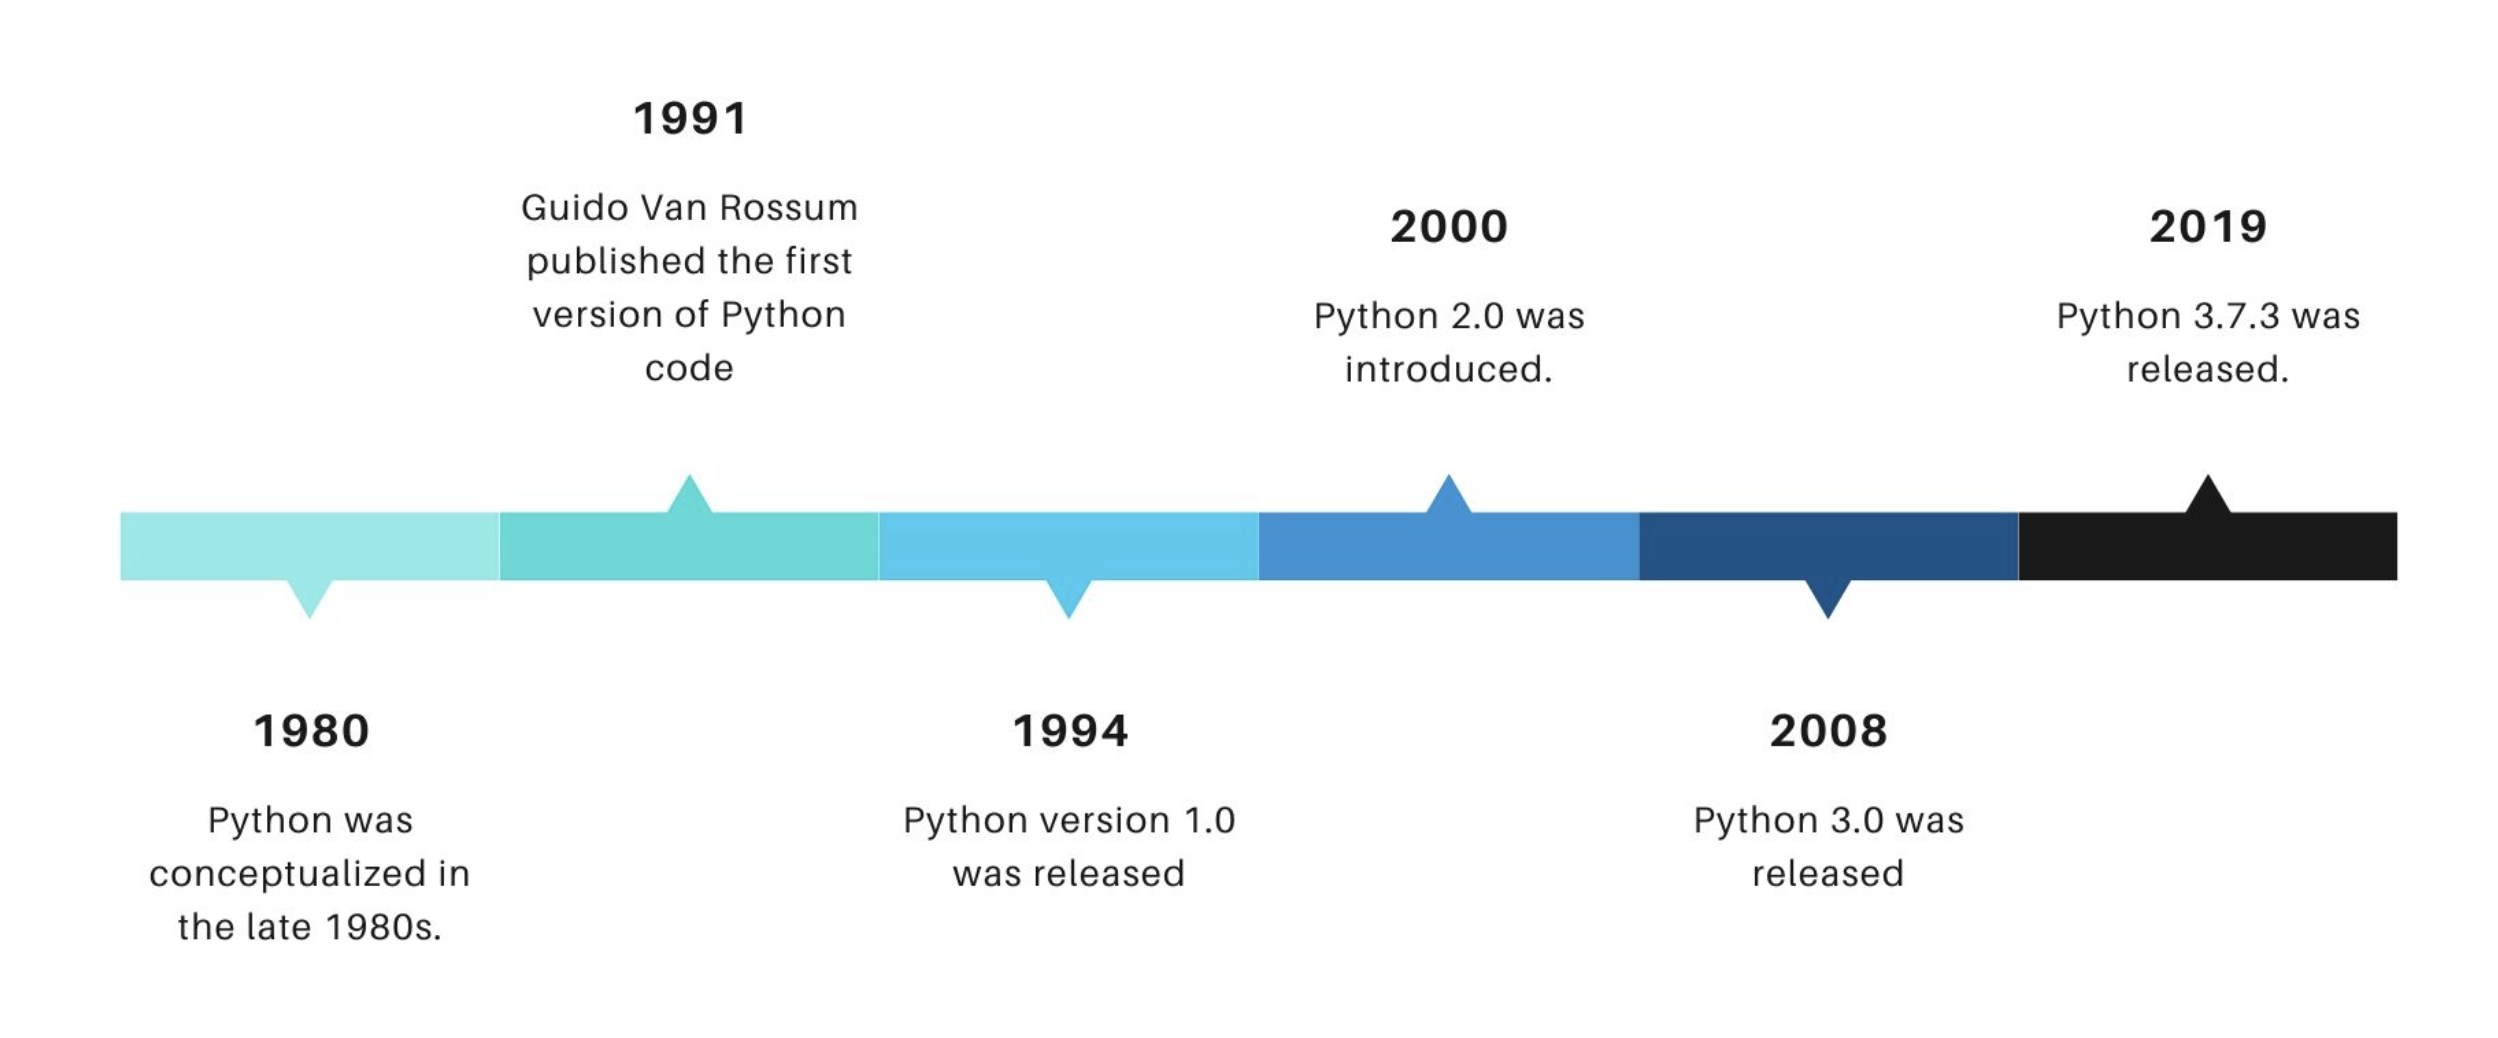 1991
Guido Van Rossum
published the first
version of Python
code
2000
Python 2.0 was
introduced.
2019
Python 3.7.3 was
released.
1980
Python was
conceptualized in
the late 1980s.
1994
Python version 1.0
was released
2008
Python 3.0 was
released